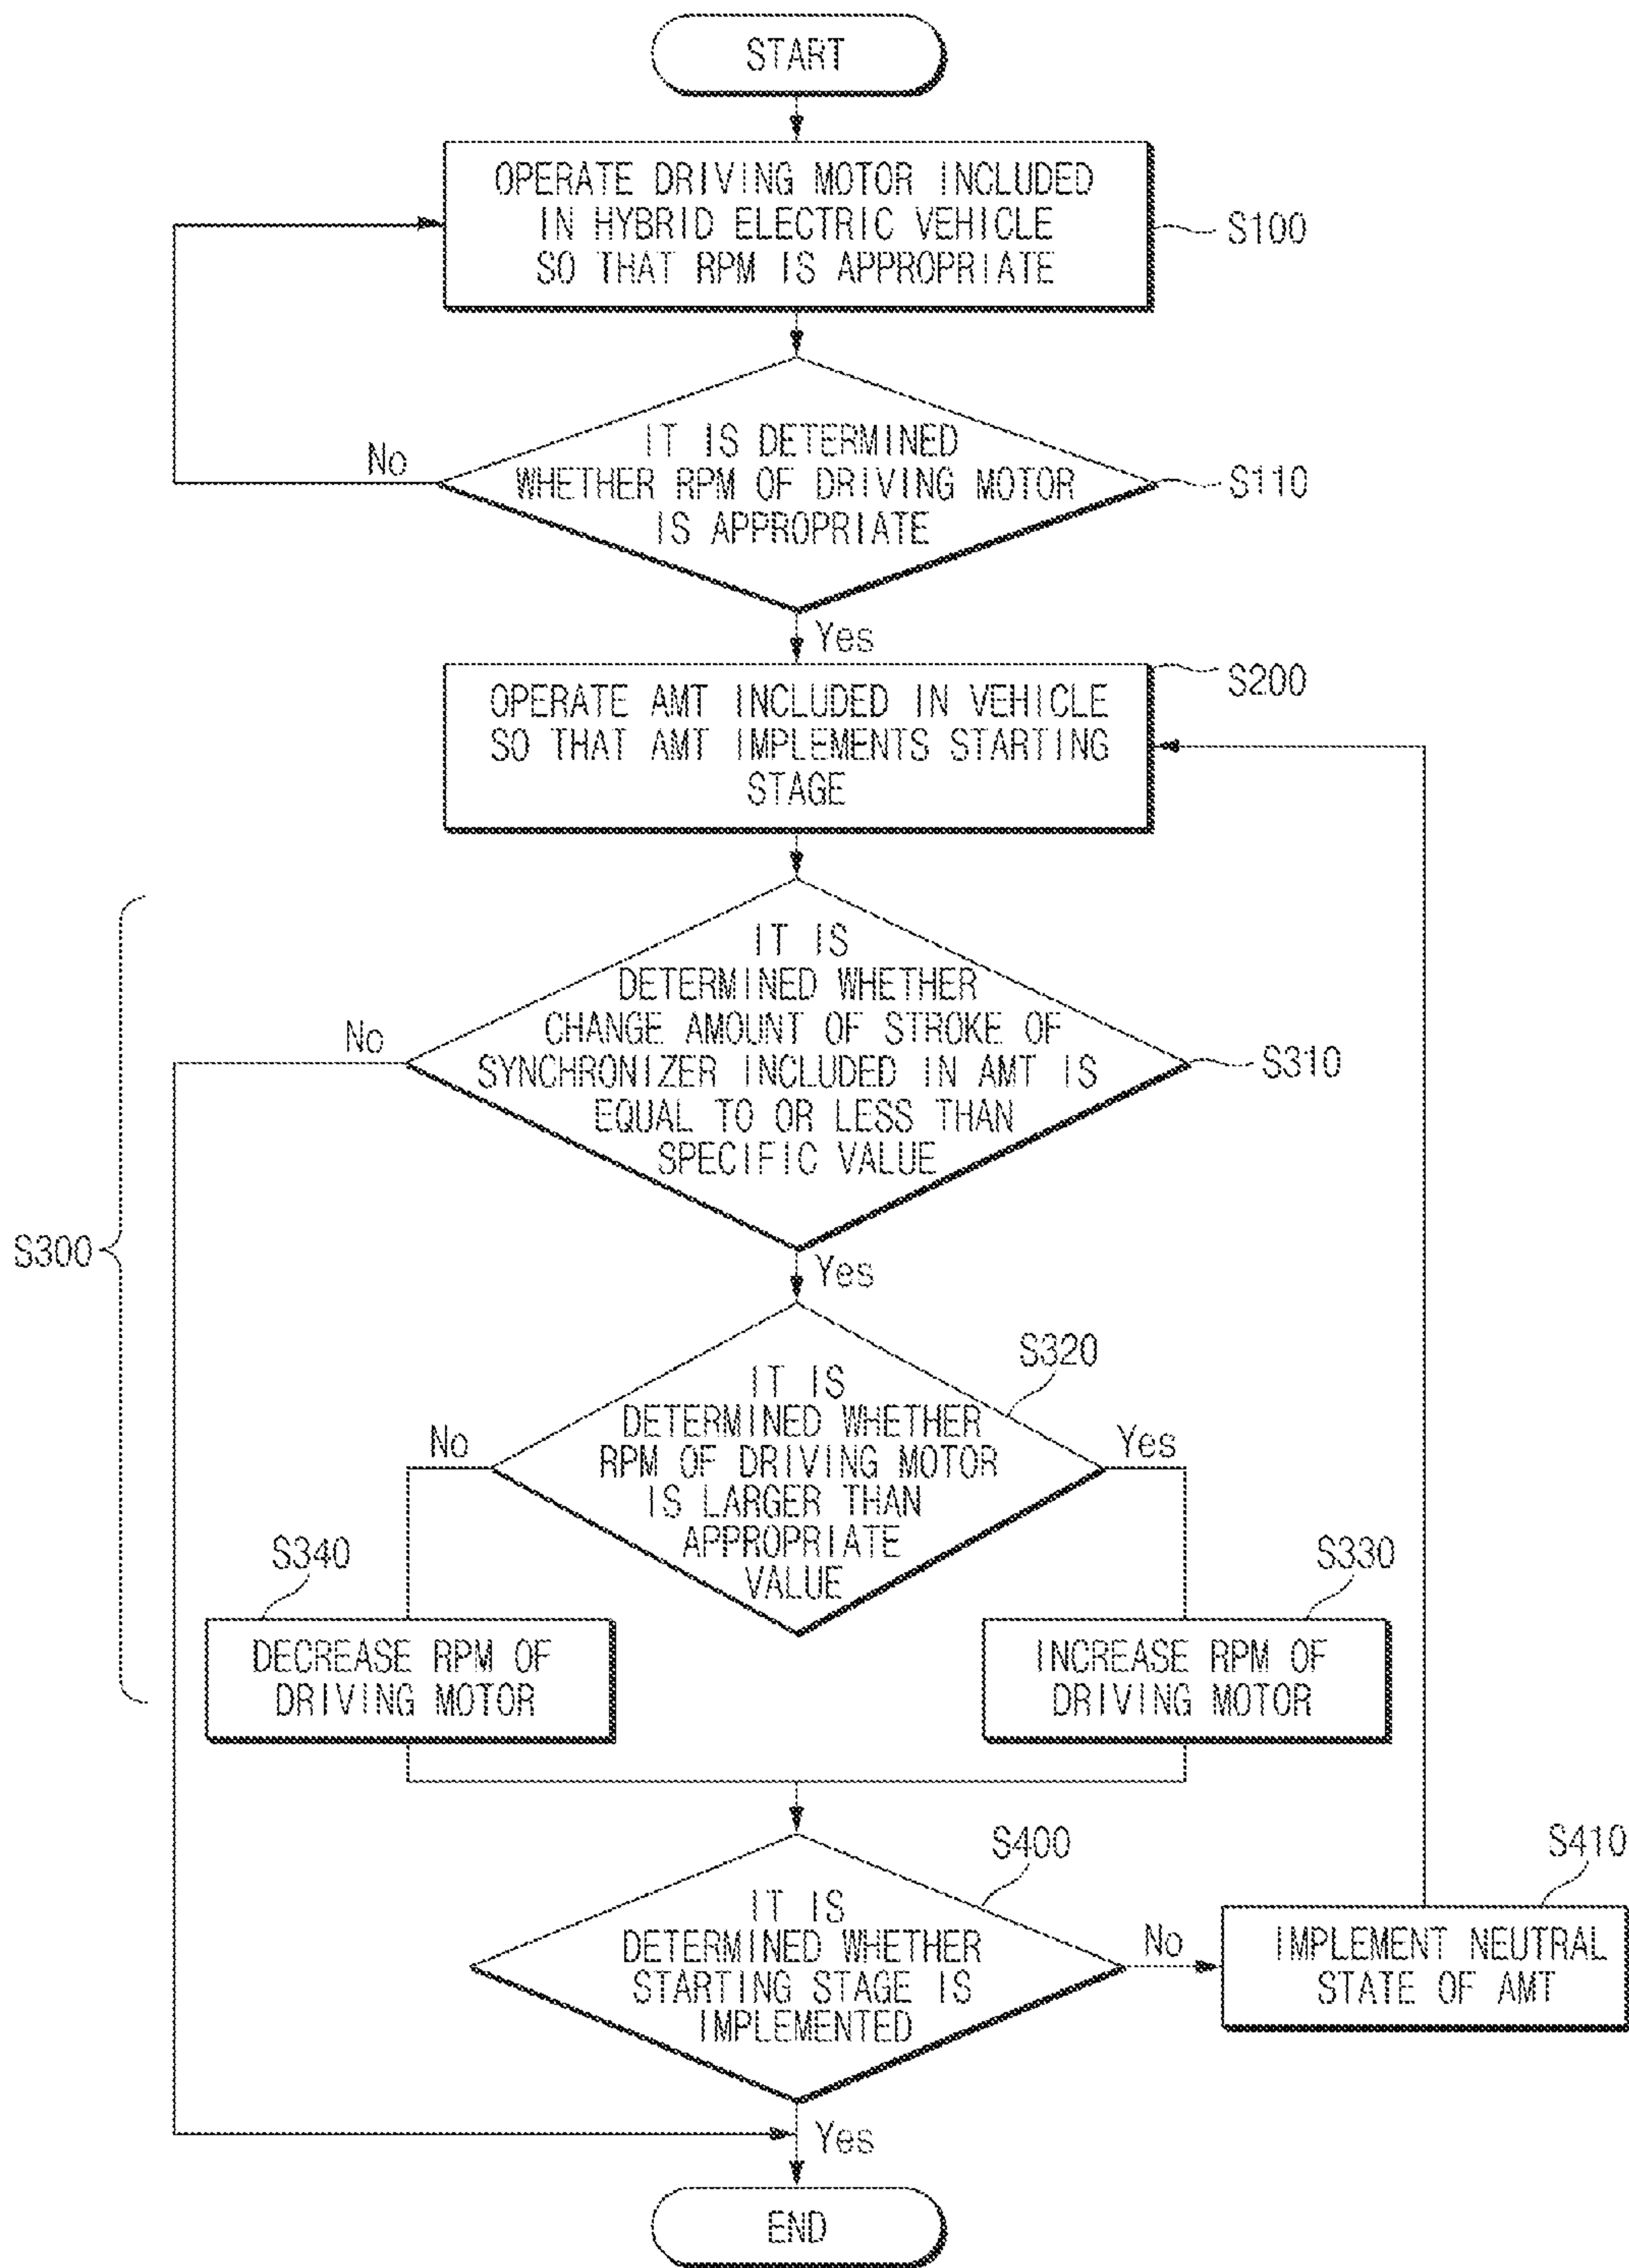 START
OPERATE DRIVING MOTOR INCLUDED
IN HYBRID ELECTRIC VEHICLE
SO THAT RPM IS APPROPRIATE
S100
No
IT IS DETERMINED
WHETHER RPM OF DRIVING MOTOR
IS APPROPRIATE
S110
Yes
S200
OPERATE AMT INCLUDED IN VEHICLE
SO THAT AMT IMPLEMENTS STARTING
STAGE
S300
No
IT IS
DETERMINED WHETHER
CHANGE AMOUNT OF STROKE OF
SYNCHRONIZER INCLUDED IN AMT IS
EQUAL TO OR LESS THAN
SPECIFIC VALUE
S310
Yes
S320
No
IT IS
DETERMINED WHETHER
RPM OF DRIVING MOTOR
IS LARGER THAN
APPROPRIATE
VALUE
Yes
S340
DECREASE RPM OF
DRIVING MOTOR
S330
INCREASE RPM OF
DRIVING MOTOR
S400
IT IS
DETERMINED WHETHER
STARTING STAGE IS
IMPLEMENTED
No
S410
IMPLEMENT NEUTRAL
STATE OF AMT
Yes
END